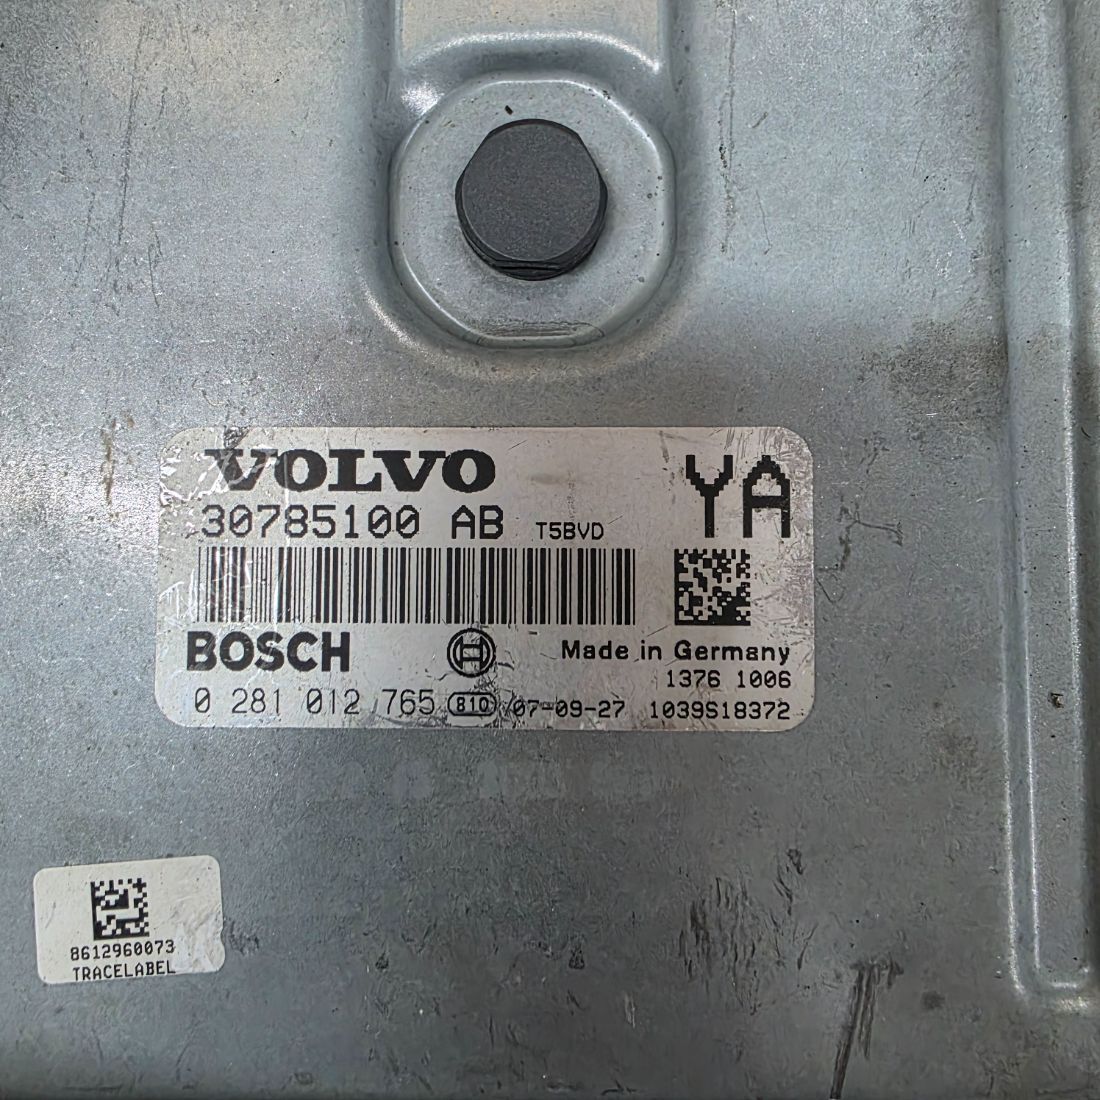 VOLVO
30785100 AB T5BVD
YA
BOSCH
Made in Germany
1376 1006
0 281 012 765 810 07-09-27 1039S18372
8612960073
TRACELABEL